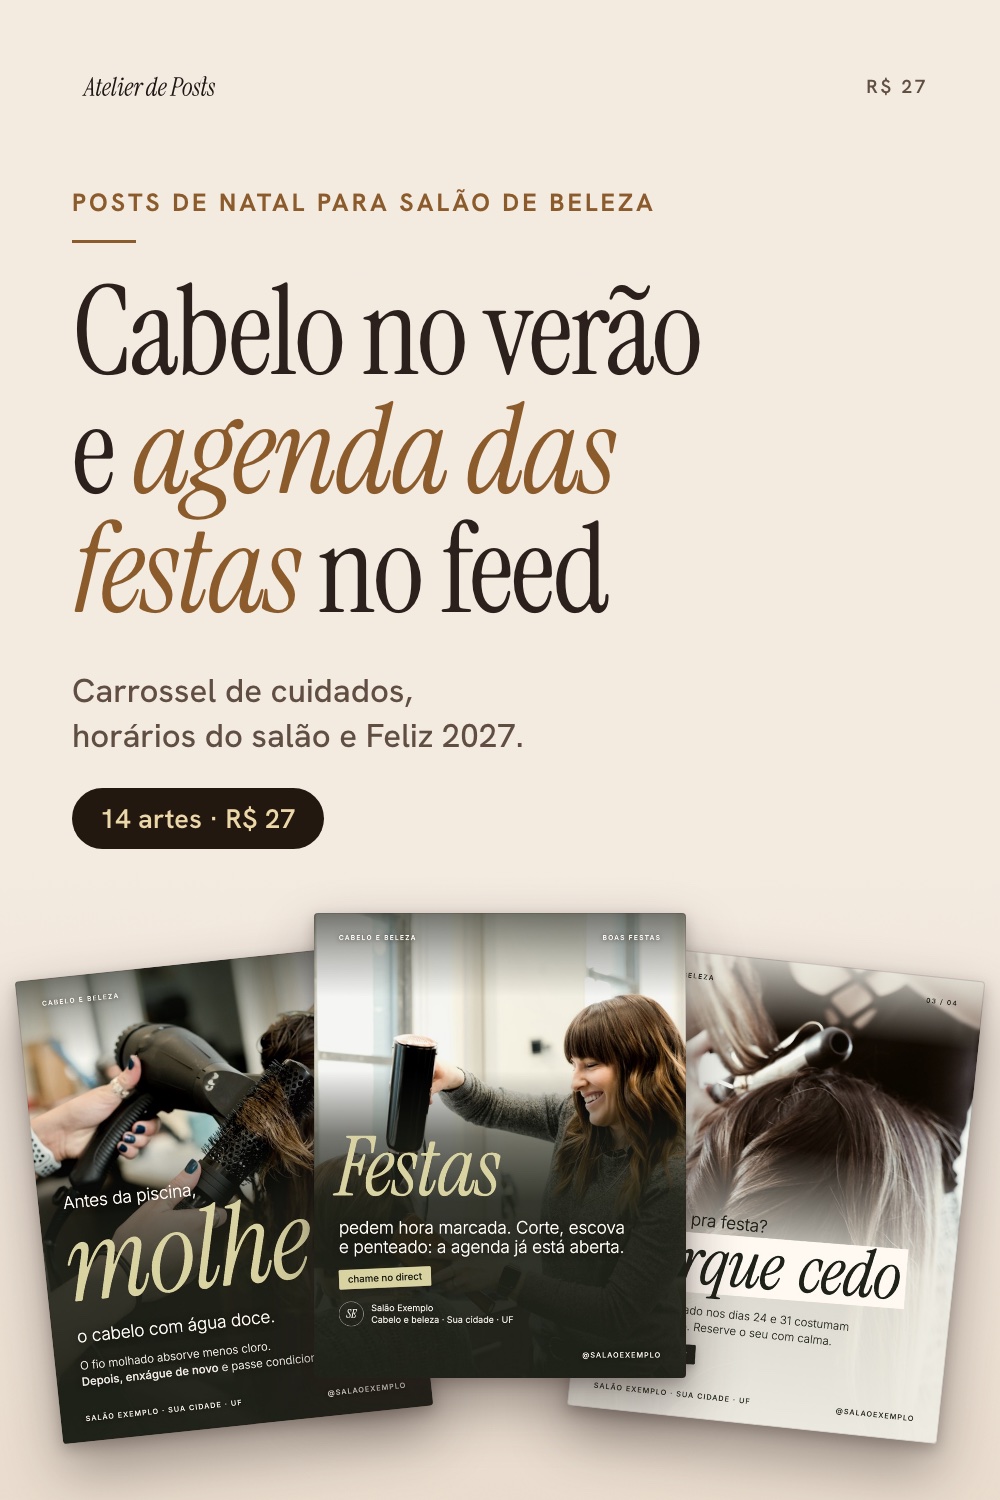 Atelier de Posts
R$ 27
POSTS DE NATAL PARA SALÃO DE BELEZA
Cabelo no verão
e agenda das
festas no feed
Carrossel de cuidados,
horários do salão e Feliz 2027.
14 artes · R$ 27
CABELO E BELEZA
Antes da piscina,
molhe
o cabelo com água doce.
O fio molhado absorve menos cloro.
Depois, enxágue de novo e passe
SALÃO EXEMPLO · SUA CIDADE · UF
@SALAOEXEMPLO
CABELO E BELEZA
BOAS FESTAS
Festas
pedem hora marcada. Corte, escova
e penteado: a agenda já está aberta.
chame no direct
SE
Salão Exemplo
Cabelo e beleza · Sua cidade · UF
@SALAOEXEMPLO
03 / 04
pra festa?
cedo
nos dias 24 e 31 costumam
Reserve o seu com calma.
SALÃO EXEMPLO · SUA CIDADE · UF
@SALAOEXEMPLO